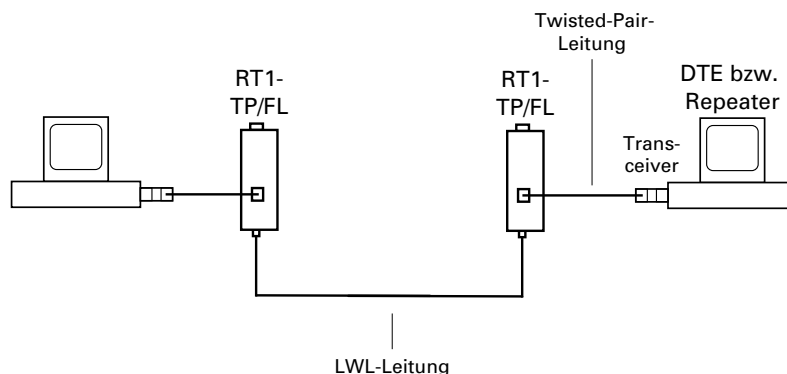 Twisted-Pair-
Leitung
RT1-
TP/FL
RT1-
TP/FL
DTE bzw.
Repeater
Trans-
ceiver
LWL-Leitung